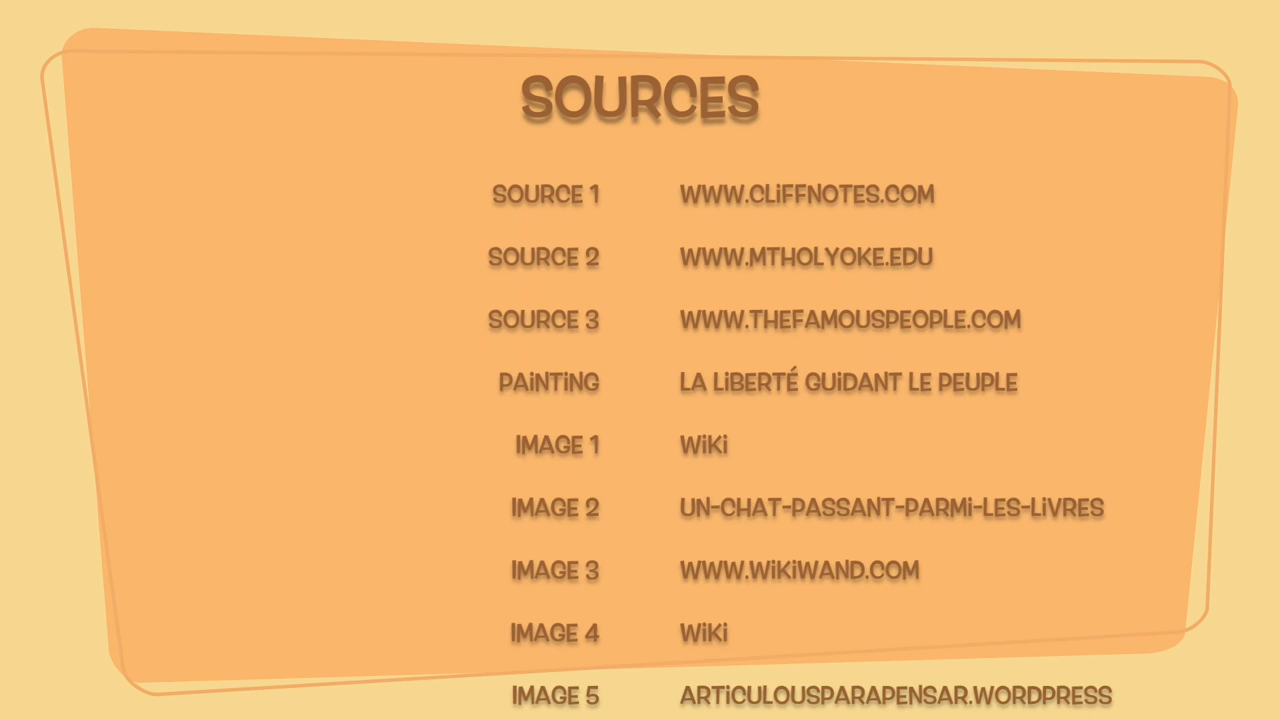 SOURCES
SOURCE 1 WWW.CLiFFNOTES.COM
SOURCE 2 WWW.MTHOLYOKE.EDU
SOURCE 3 WWW.THEFAMOUSPEOPLE.COM
PAiNTiNG LA LiBERTÉ GUiDANT LE PEUPLE
IMAGE 1 WiKi
IMAGE 2 UN-CHAT-PASSANT-PARMi-LES-LiVRES
IMAGE 3 WWW.WiKiWAND.COM
IMAGE 4 WiKi
IMAGE 5 ARTiCULOUSPARAPENSAR.WORDPRESS